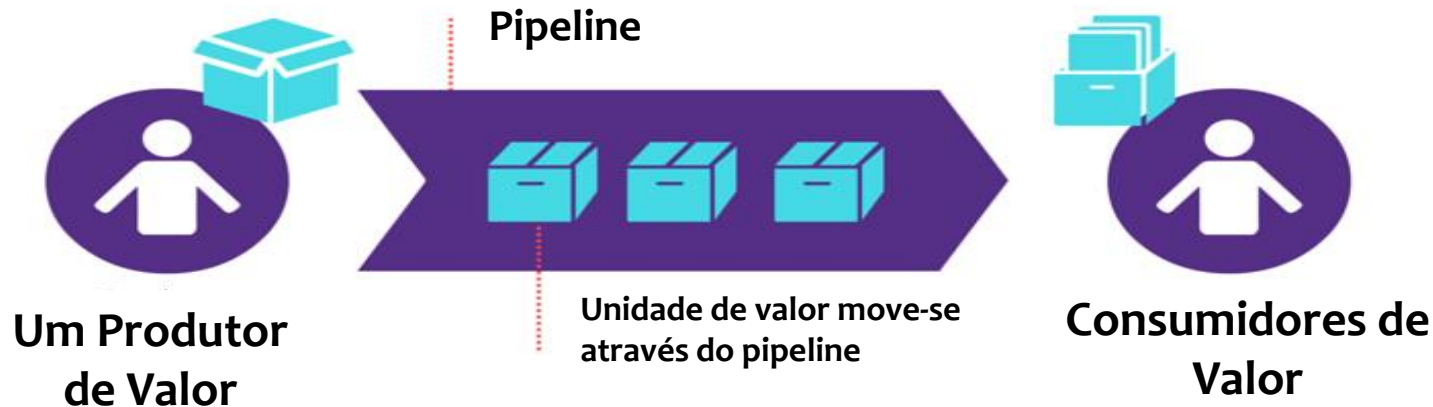 Pipeline
Um Produtor
de Valor
Unidade de valor move-se
através do pipeline
Consumidores de
Valor